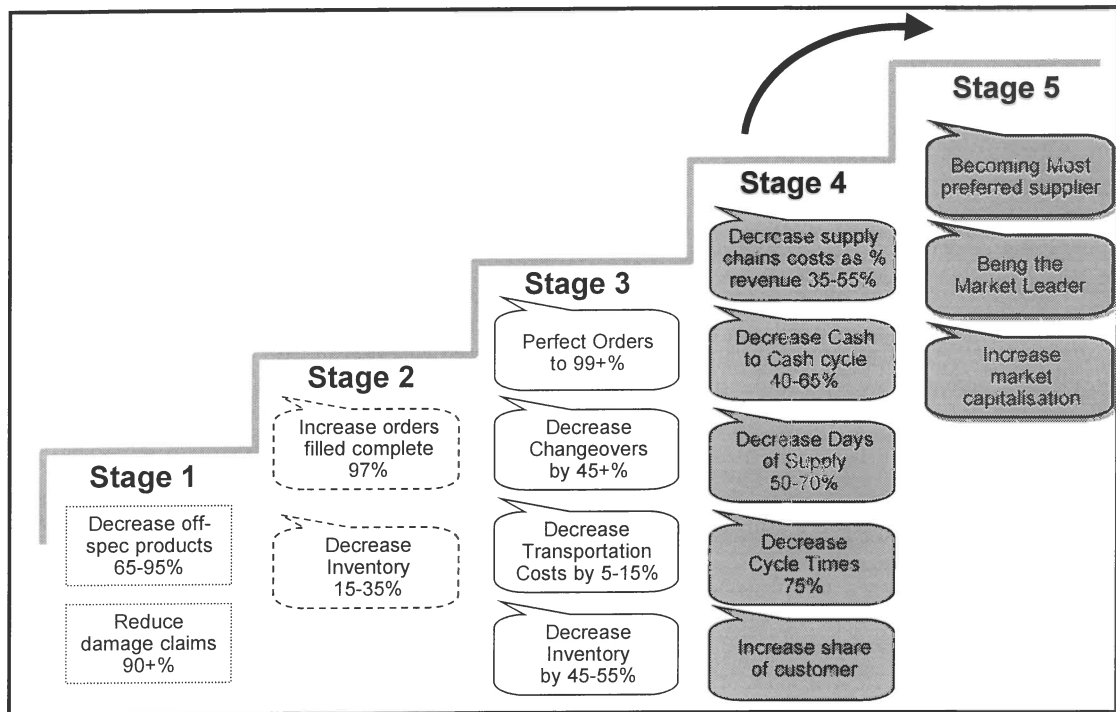 Stage 1
Decrease off-
spec products
65-95%
Reduce
damage claims
90+%
Stage 2
Increase orders
filled complete
97%
Decrease
Inventory
15-35%
Stage 3
Perfect Orders
to 99+%
Decrease
Changeovers
by 45+%
Decrease
Transportation
Costs by 5-15%
Decrease
Inventory
by 45-55%
Stage 4
Decrease supply
chains costs as %
revenue 35-55%
Decrease Cash
to Cash cycle
40-65%
Decrease Days
of Supply
50-70%
Decrease
Cycle Times
75%
Increase share
of customer
Stage 5
Becoming Most
preferred supplier
Being the
Market Leader
Increase
market
capitalisation